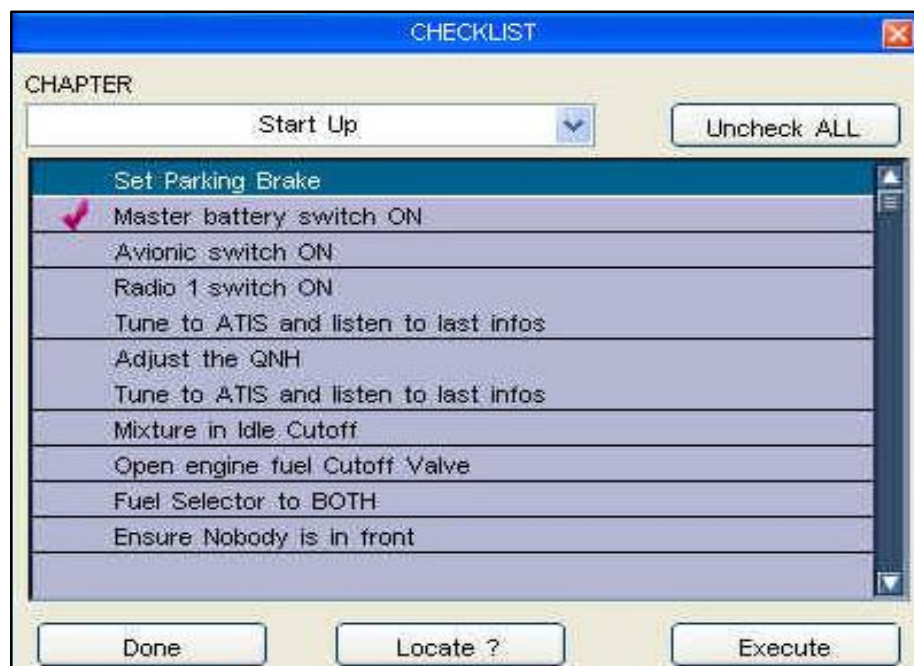 CHECKLIST
CHAPTER
Start Up
Uncheck ALL
Set Parking Brake
Master battery switch ON
Avionic switch ON
Radio 1 switch ON
Tune to ATIS and listen to last infos
Adjust the QNH
Tune to ATIS and listen to last infos
Mixture in Idle Cutoff
Open engine fuel Cutoff Valve
Fuel Selector to BOTH
Ensure Nobody is in front
Done
Locate ?
Execute